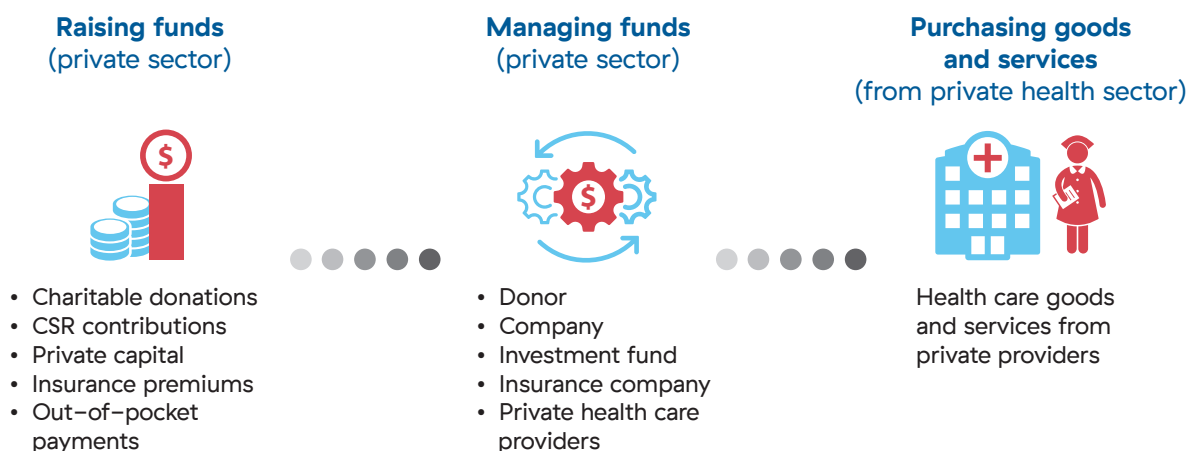 Raising funds
(private sector)
Managing funds
(private sector)
Purchasing goods
and services
(from private health sector)
$
$
• Charitable donations
• CSR contributions
• Private capital
• Insurance premiums
• Out–of–pocket
payments
• Donor
• Company
• Investment fund
• Insurance company
• Private health care
providers
Health care goods
and services from
private providers